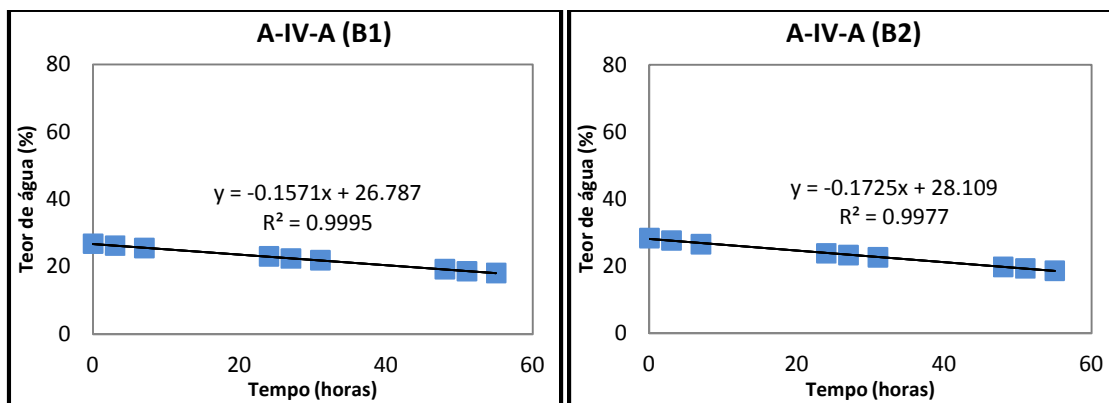 A-IV-A (B1)
80
60
40
20
0
Teor de água (%)
y = -0.1571x + 26.787
R² = 0.9995
0 20 40 60
Tempo (horas)
A-IV-A (B2)
80
60
40
20
0
Teor de água (%)
y = -0.1725x + 28.109
R² = 0.9977
0 20 40 60
Tempo (horas)